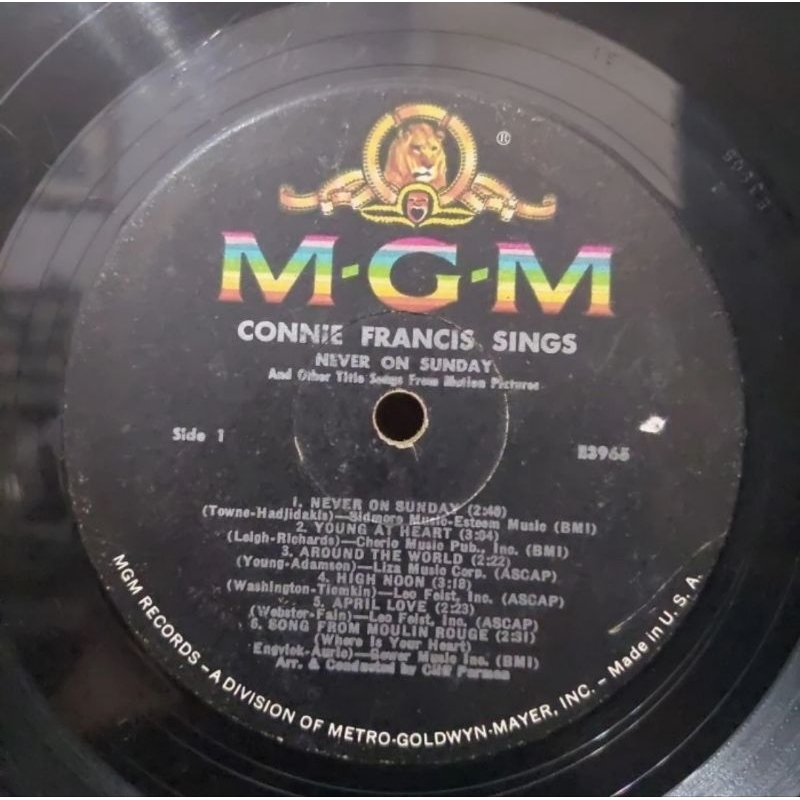 ®
M-G-M
CONNIE FRANCIS SINGS
NEVER ON SUNDAY
And Other Title Songs From Motion Pictures
Side 1
E3965
1. NEVER ON SUNDAY (2:48)
(Towne-Hadjidakis)—Sidmore Music-Esteem Music (BMI)
2. YOUNG AT HEART (3:04)
(Leigh-Richards)—Cherio Music Pub., Inc. (BMI)
3. AROUND THE WORLD (2:22)
(Young-Adamson)—Liza Music Corp. (ASCAP)
4. HIGH NOON (3:18)
(Washington-Tiomkin)—Leo Feist, Inc. (ASCAP)
5. APRIL LOVE (2:23)
(Webster-Fain)—Leo Feist, Inc. (ASCAP)
6. SONG FROM MOULIN ROUGE (2:31)
(Where Is Your Heart)
Engvick-Auric)— Music Inc. (BMI)
Arr. & Conducted by Cliff Parman
MGM RECORDS – A DIVISION OF METRO-GOLDWYN-MAYER, INC. – Made in U. S. A.